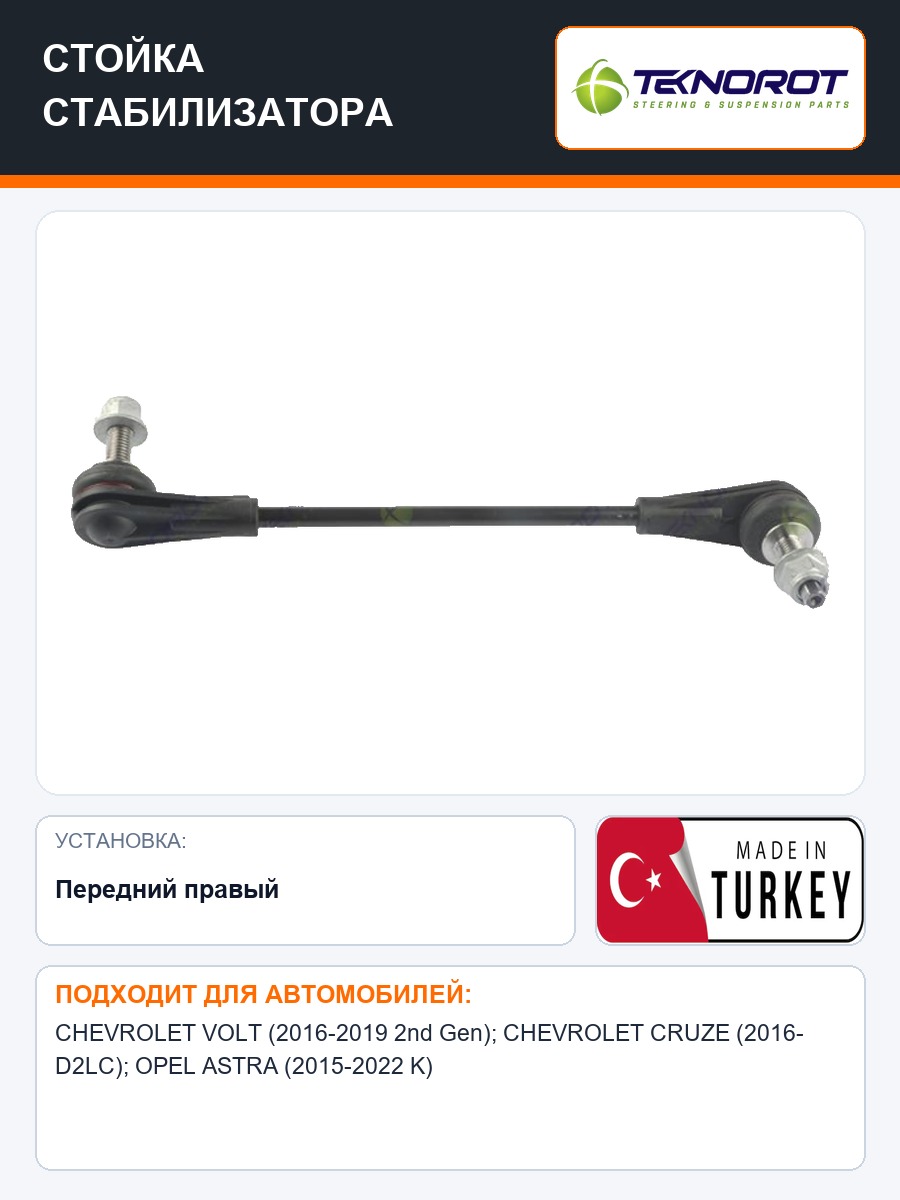 СТОЙКА
СТАБИЛИЗАТОРА
TEKNOROT
STEERING & SUSPENSION PARTS
УСТАНОВКА:
Передний правый
MADE IN
TURKEY
ПОДХОДИТ ДЛЯ АВТОМОБИЛЕЙ:
CHEVROLET VOLT (2016-2019 2nd Gen); CHEVROLET CRUZE (2016-
D2LC); OPEL ASTRA (2015-2022 K)